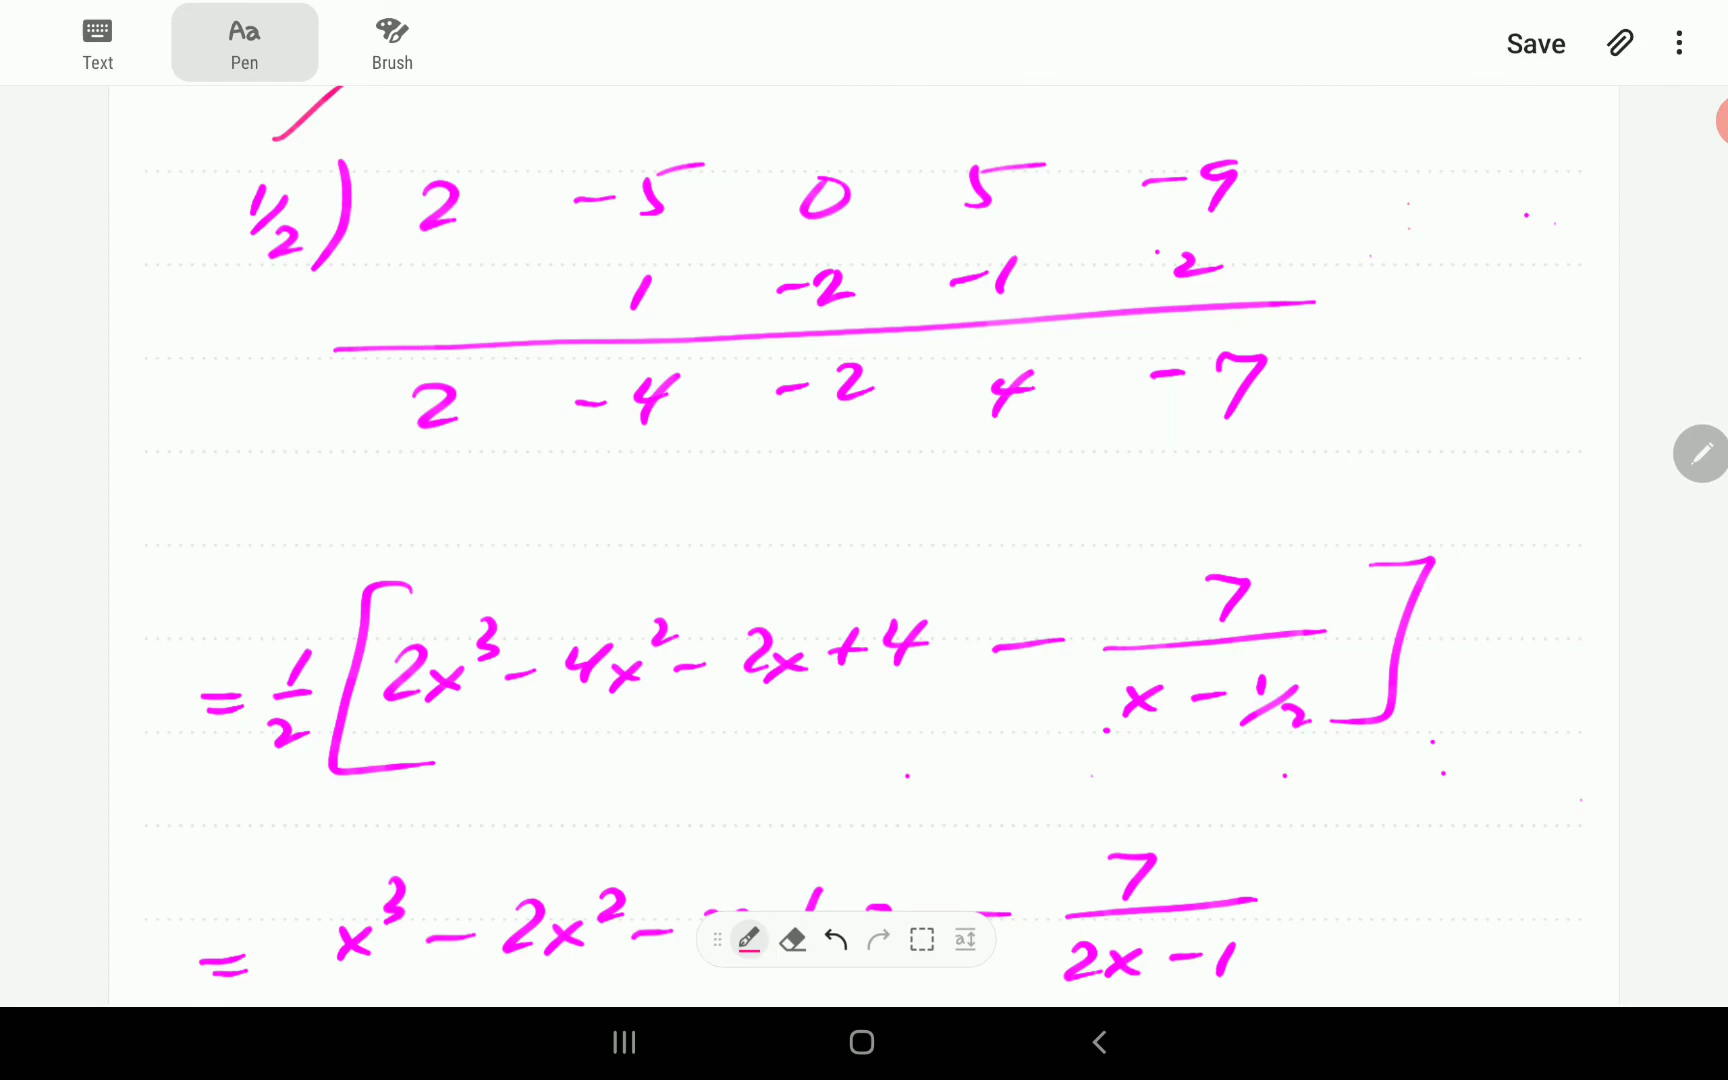 Text Pen Brush Save
1/2) 2 -5 0 5 -9
1 -2 -1 2
2 -4 -2 4 -7
= 1/2 [2x³ - 4x² - 2x + 4 - 7/(x - 1/2)]
= x³ - 2x² - - 7/(2x - 1)